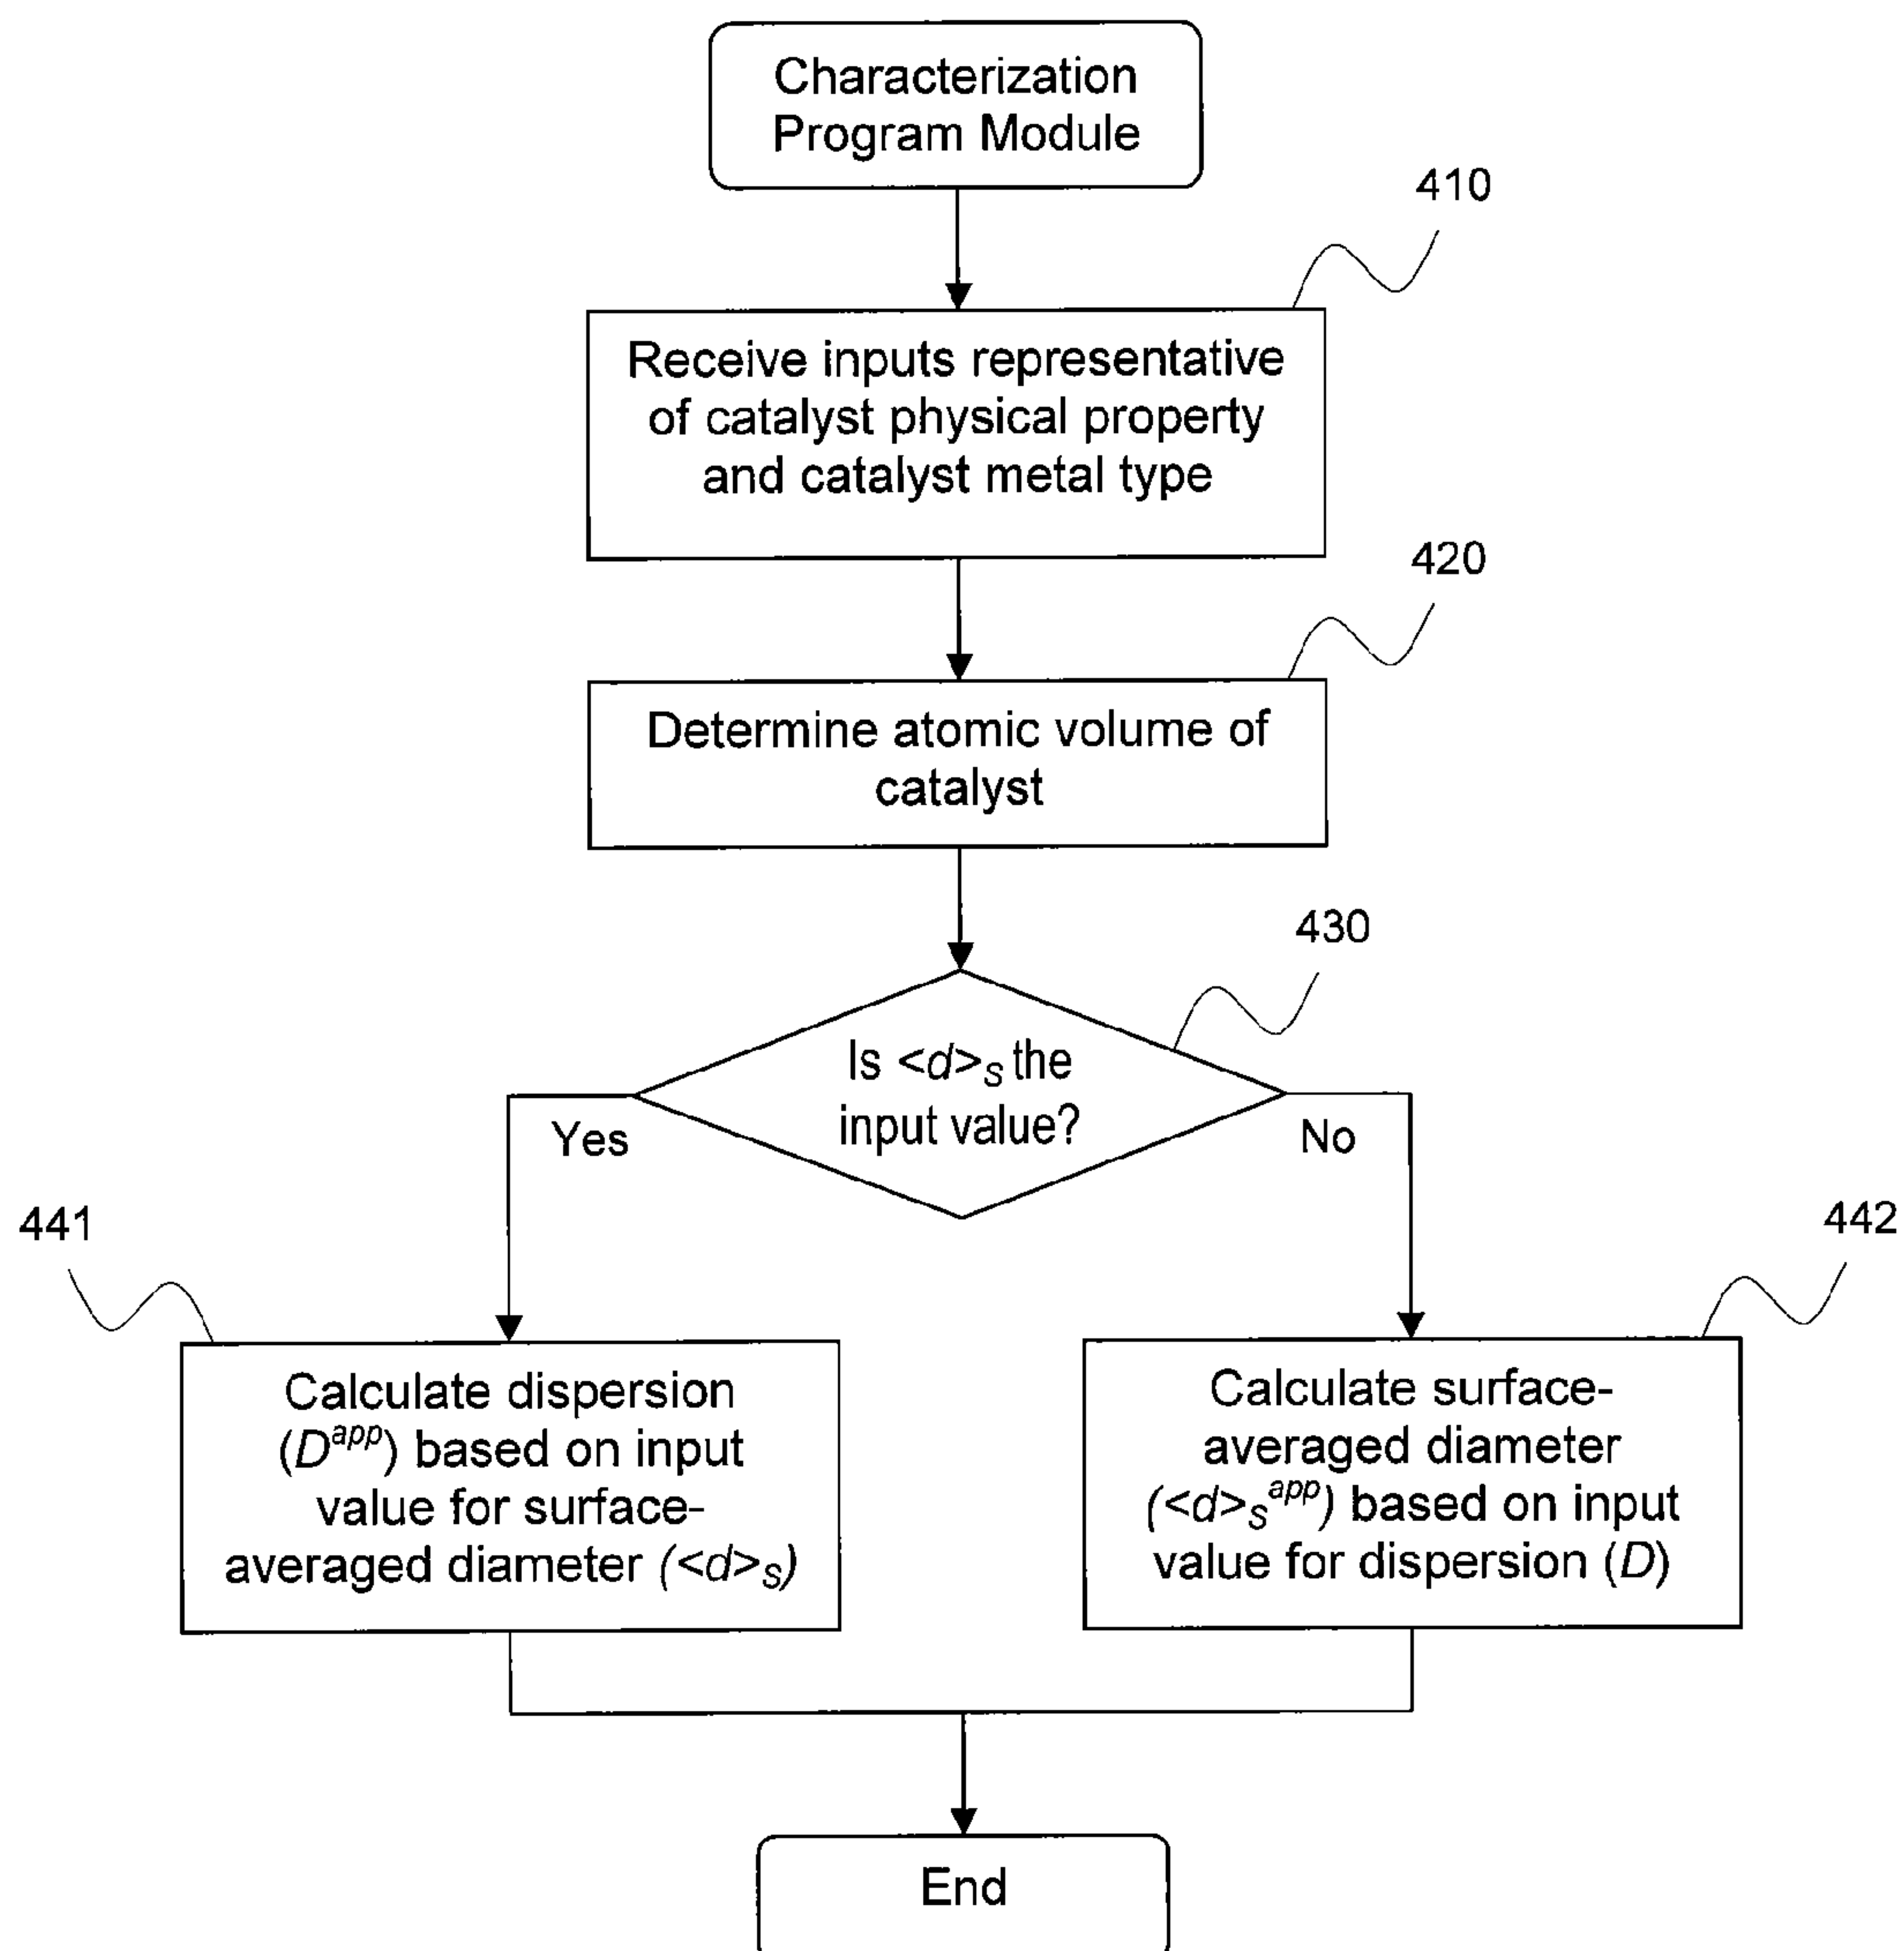 Characterization
Program Module
410
Receive inputs representative
of catalyst physical property
and catalyst metal type
420
Determine atomic volume of
catalyst
430
Is <d>S the
input value?
Yes
No
441
442
Calculate dispersion
(Dapp) based on input
value for surface-
averaged diameter (<d>S)
Calculate surface-
averaged diameter
(<d>Sapp) based on input
value for dispersion (D)
End